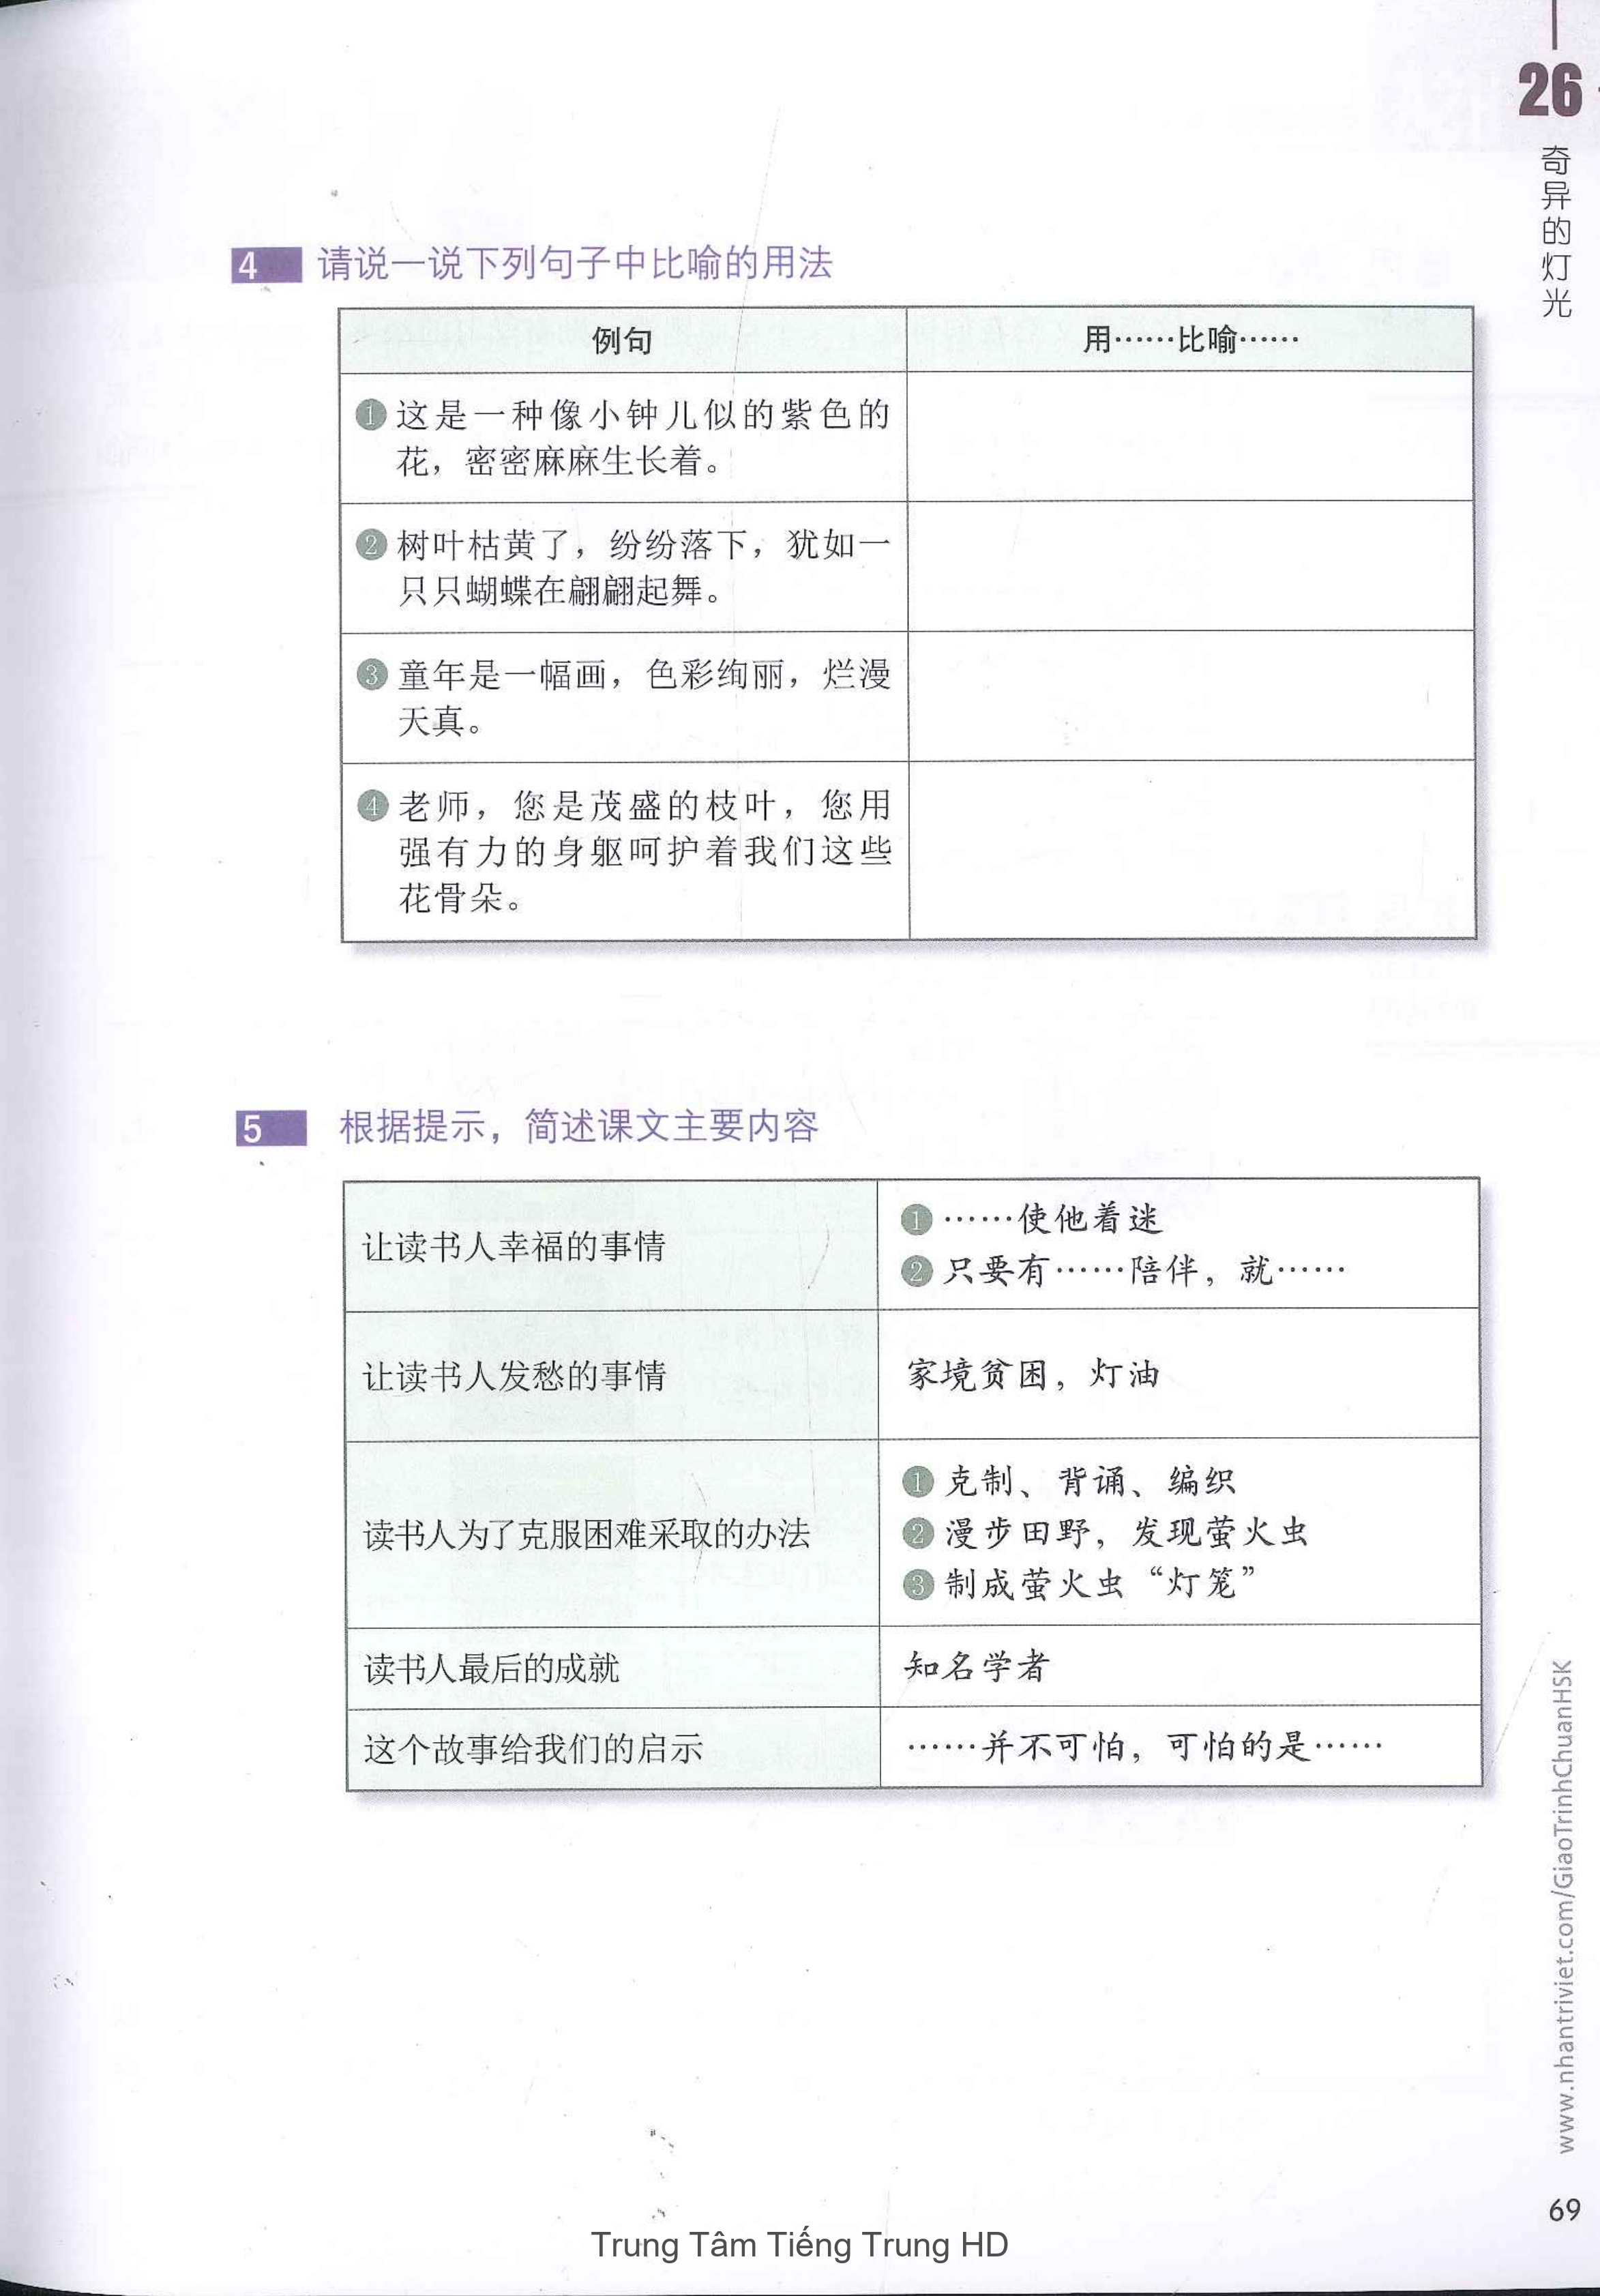 26
奇异的灯光
4 请说一说下列句子中比喻的用法
例句
用……比喻……
① 这是一种像小钟儿似的紫色的
花，密密麻麻生长着。
② 树叶枯黄了，纷纷落下，犹如一
只只蝴蝶在翩翩起舞。
③ 童年是一幅画，色彩绚丽，烂漫
天真。
④ 老师，您是茂盛的枝叶，您用
强有力的身躯呵护着我们这些
花骨朵。
5 根据提示，简述课文主要内容
让读书人幸福的事情
① ……使他着迷
② 只要有……陪伴，就……
让读书人发愁的事情
家境贫困，灯油
读书人为了克服困难采取的办法
① 克制、背诵、编织
② 漫步田野，发现萤火虫
③ 制成萤火虫“灯笼”
读书人最后的成就
知名学者
这个故事给我们的启示
……并不可怕，可怕的是……
www.nhantriviet.com/GiaoTrinhChuanHSK
69
Trung Tâm Tiếng Trung HD